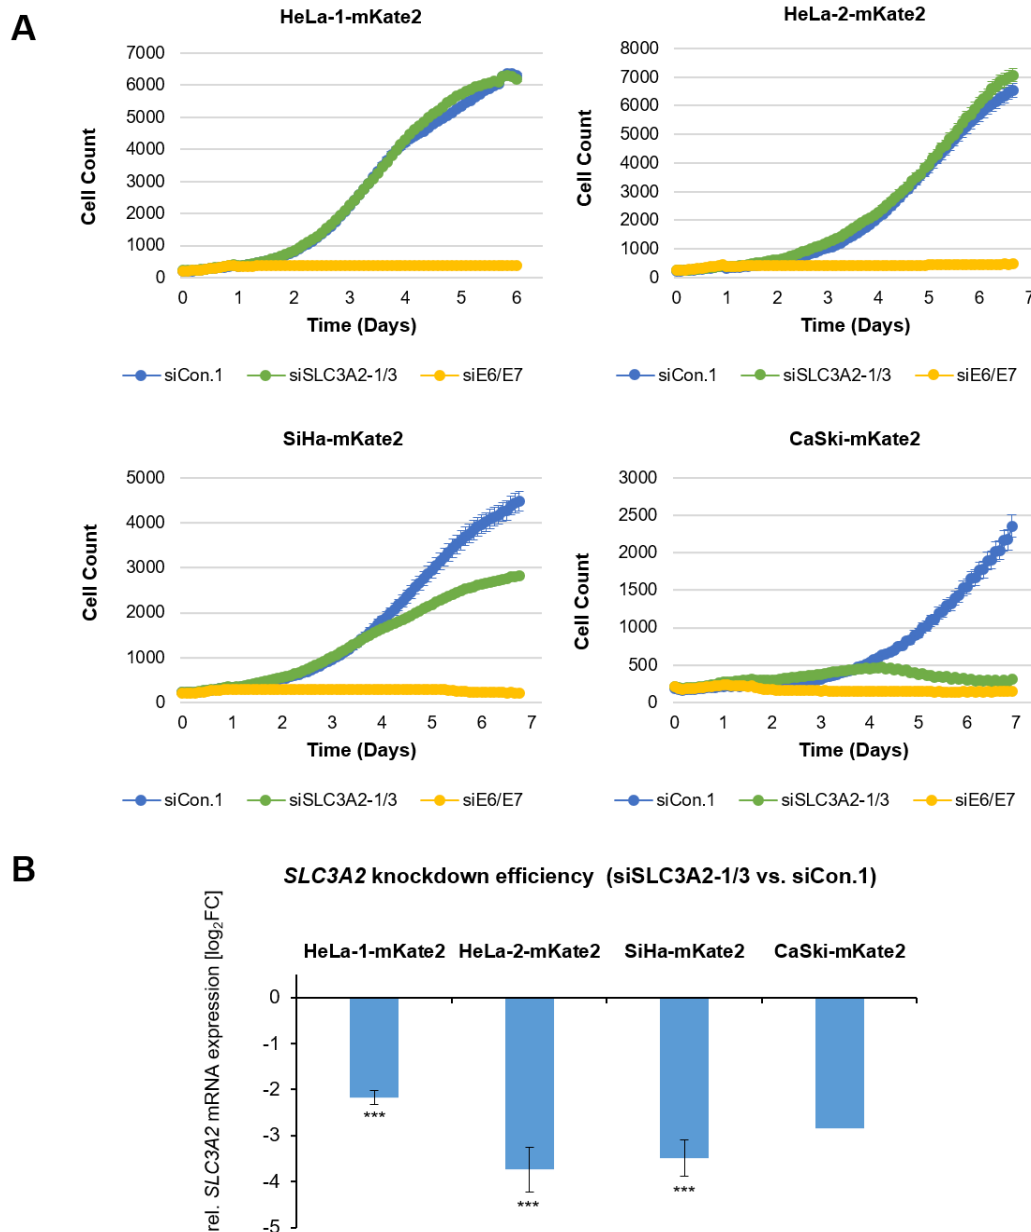 A
HeLa-1-mKate2
7000
6000
5000
4000
3000
2000
1000
0
Cell Count
0 1 2 3 4 5 6
Time (Days)
siCon.1 siSLC3A2-1/3 siE6/E7
HeLa-2-mKate2
8000
7000
6000
5000
4000
3000
2000
1000
0
Cell Count
0 1 2 3 4 5 6 7
Time (Days)
siCon.1 siSLC3A2-1/3 siE6/E7
SiHa-mKate2
5000
4000
3000
2000
1000
0
Cell Count
0 1 2 3 4 5 6 7
Time (Days)
siCon.1 siSLC3A2-1/3 siE6/E7
CaSki-mKate2
3000
2500
2000
1500
1000
500
0
Cell Count
0 1 2 3 4 5 6 7
Time (Days)
siCon.1 siSLC3A2-1/3 siE6/E7
B
SLC3A2 knockdown efficiency (siSLC3A2-1/3 vs. siCon.1)
HeLa-1-mKate2 HeLa-2-mKate2 SiHa-mKate2 CaSki-mKate2
rel. SLC3A2 mRNA expression [log₂FC]
0
-1
-2
-3
-4
-5
***
***
***